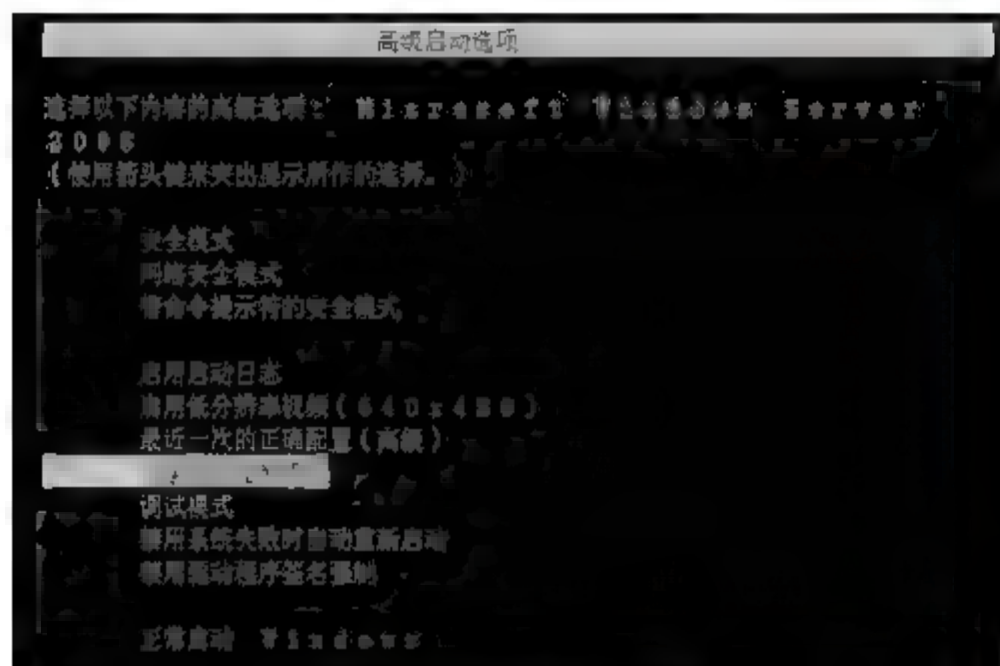 高级启动选项
选择以下内容的高级选项: Microsoft Windows Server
2008
(使用箭头键来突出显示所作的选择。)
安全模式
网络安全模式
带命令提示符的安全模式
启用启动日志
启用低分辨率视频(640x480)
最近一次的正确配置(高级)
调试模式
禁用系统失败时自动重新启动
禁用驱动程序签名强制
正常启动 Windows